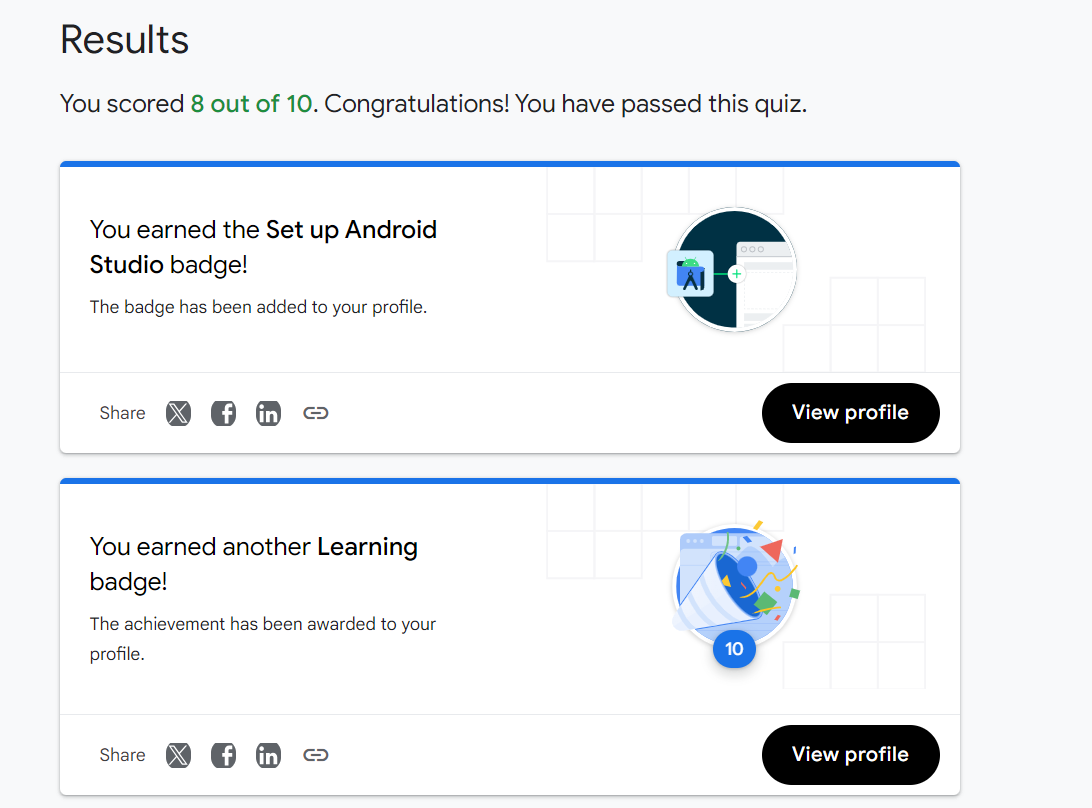 Results
You scored 8 out of 10. Congratulations! You have passed this quiz.
You earned the Set up Android
Studio badge!
The badge has been added to your profile.
Share
View profile
You earned another Learning
badge!
The achievement has been awarded to your
profile.
10
Share
View profile